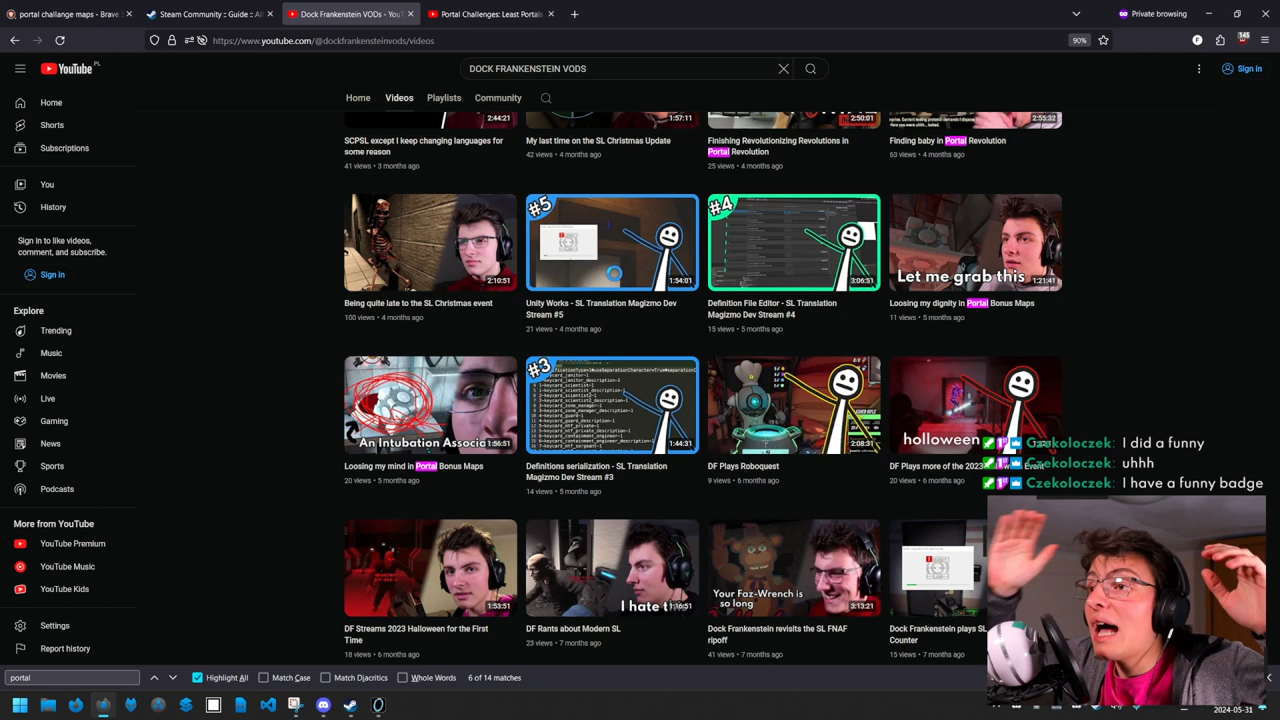 portal challange maps - Brave S
Steam Community :: Guide :: All
Dock Frankenstein VODs - YouT
Portal Challenges: Least Portals
Private browsing
https://www.youtube.com/@dockfrankensteinvods/videos
90%
145
YouTube PL
DOCK FRANKENSTEIN VODS
Sign in
Home
Videos
Playlists
Community
Home
Shorts
Subscriptions
You
History
Sign in to like videos,
comment, and subscribe.
Sign in
Explore
Trending
Music
Movies
Live
Gaming
News
Sports
Podcasts
More from YouTube
YouTube Premium
YouTube Music
YouTube Kids
Settings
Report history
2:44:21
1:57:11
2:50:01
2:55:32
SCPSL except I keep changing languages for
some reason
41 views • 3 months ago
My last time on the SL Christmas Update
42 views • 4 months ago
Finishing Revolutionizing Revolutions in
Portal Revolution
25 views • 4 months ago
Finding baby in Portal Revolution
63 views • 4 months ago
2:10:51
#5
1:54:01
#4
3:06:51
Let me grab this
1:21:41
Being quite late to the SL Christmas event
100 views • 4 months ago
Unity Works - SL Translation Magizmo Dev
Stream #5
21 views • 4 months ago
Definition File Editor - SL Translation
Magizmo Dev Stream #4
15 views • 5 months ago
Loosing my dignity in Portal Bonus Maps
11 views • 5 months ago
An Intubation Associa
1:56:51
#3
1:44:31
2:08:31
holloween
Loosing my mind in Portal Bonus Maps
20 views • 5 months ago
Definitions serialization - SL Translation
Magizmo Dev Stream #3
14 views • 5 months ago
DF Plays Roboquest
9 views • 6 months ago
DF Plays more of the 2023
20 views • 6 months ago
Czekoloczek: I did a funny
Czekoloczek: uhhh
Czekoloczek: I have a funny badge
1:53:51
I hate t
1:16:51
Your Faz-Wrench is
so long
3:13:21
DF Streams 2023 Halloween for the First
Time
18 views • 6 months ago
DF Rants about Modern SL
23 views • 7 months ago
Dock Frankenstein revisits the SL FNAF
ripoff
41 views • 7 months ago
Dock Frankenstein plays SL
Counter
15 views • 7 months ago
portal
Highlight All
Match Case
Match Diacritics
Whole Words
6 of 14 matches
2024-05-31